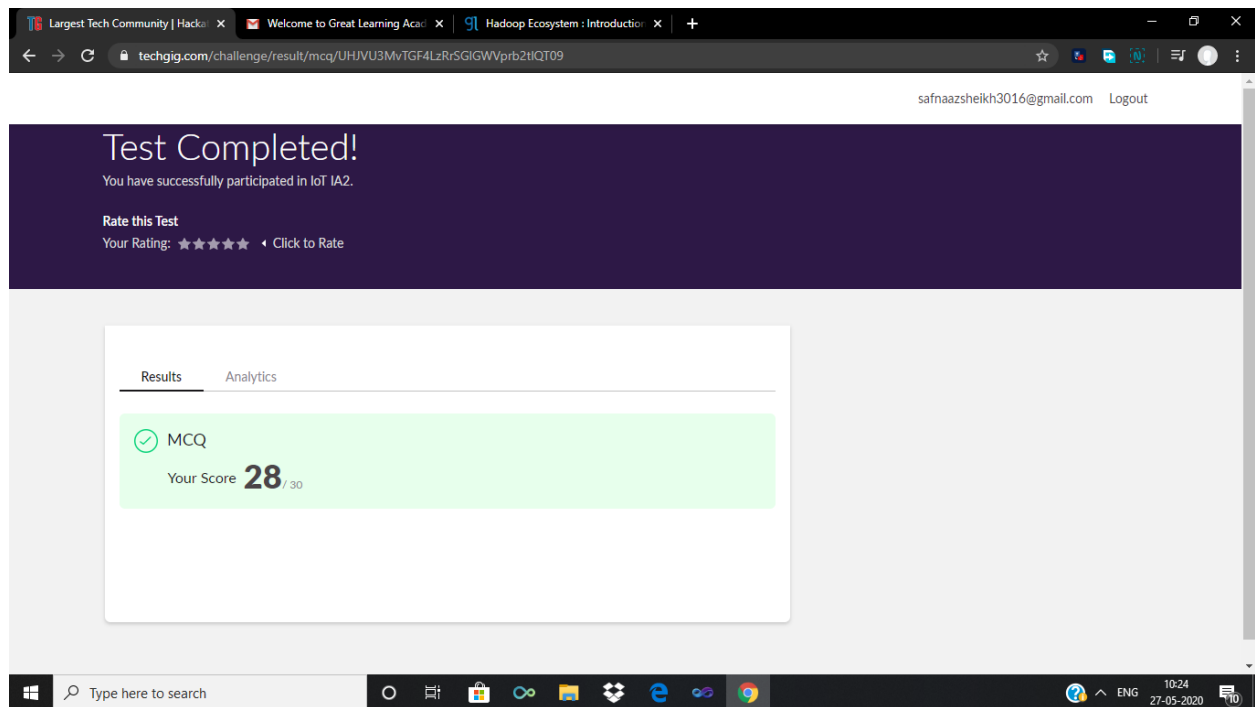 Largest Tech Community | Hacka
Welcome to Great Learning Acad
Hadoop Ecosystem : Introduction
techgig.com/challenge/result/mcq/UHJVU3MvTGF4LzRrSGlGWVprb2tlQT09
safnaazsheikh3016@gmail.com Logout
Test Completed!
You have successfully participated in IoT IA2.
Rate this Test
Your Rating: Click to Rate
Results Analytics
MCQ
Your Score 28/ 30
Type here to search
ENG
10:24
27-05-2020
10